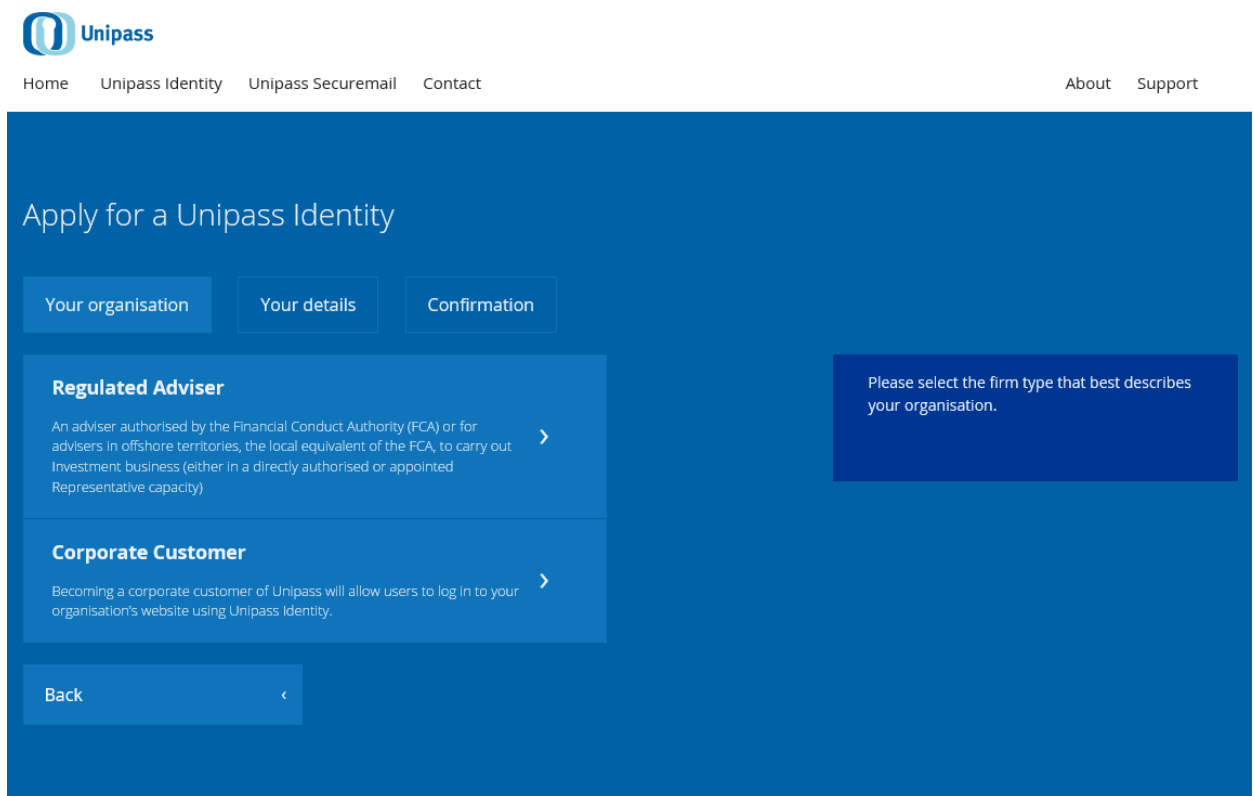 Unipass
Home Unipass Identity Unipass Securemail Contact About Support
Apply for a Unipass Identity
Your organisation Your details Confirmation
Regulated Adviser
An adviser authorised by the Financial Conduct Authority (FCA) or for
advisers in offshore territories, the local equivalent of the FCA, to carry out
Investment business (either in a directly authorised or appointed
Representative capacity)
Please select the firm type that best describes
your organisation.
Corporate Customer
Becoming a corporate customer of Unipass will allow users to log in to your
organisation's website using Unipass Identity.
Back